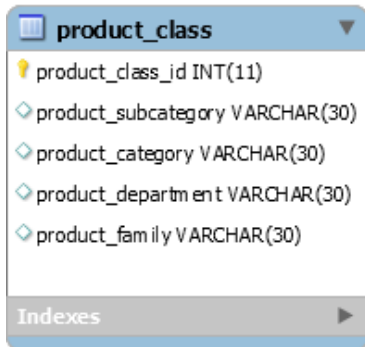 product_class
product_class_id INT(11)
product_subcategory VARCHAR(30)
product_category VARCHAR(30)
product_department VARCHAR(30)
product_family VARCHAR(30)
Indexes